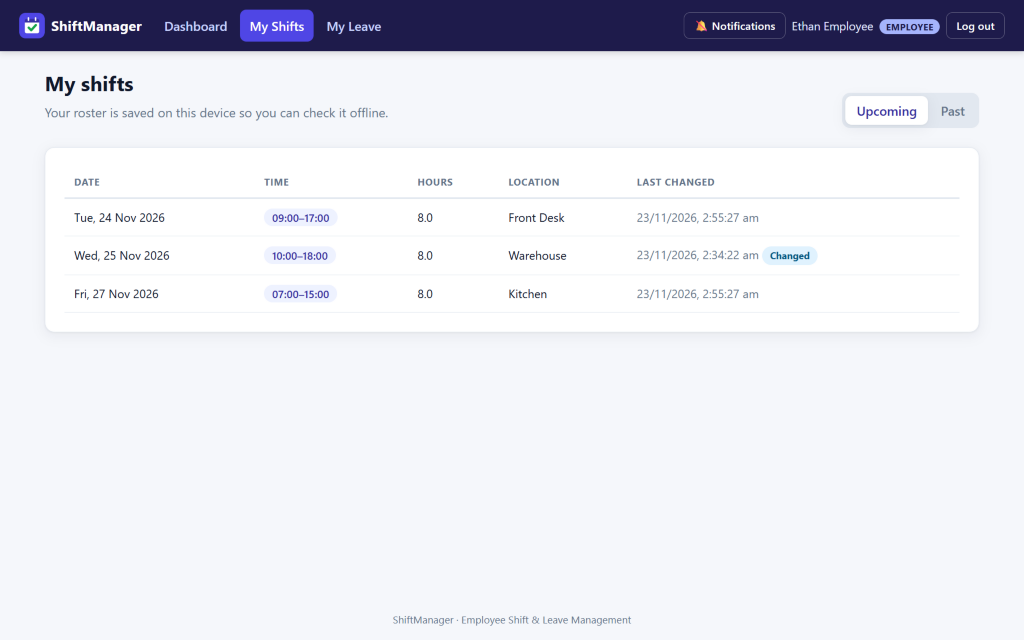 ShiftManager Dashboard My Shifts My Leave Notifications Ethan Employee EMPLOYEE Log out
My shifts
Your roster is saved on this device so you can check it offline.
Upcoming Past
DATE TIME HOURS LOCATION LAST CHANGED
Tue, 24 Nov 2026 09:00–17:00 8.0 Front Desk 23/11/2026, 2:55:27 am
Wed, 25 Nov 2026 10:00–18:00 8.0 Warehouse 23/11/2026, 2:34:22 am Changed
Fri, 27 Nov 2026 07:00–15:00 8.0 Kitchen 23/11/2026, 2:55:27 am
ShiftManager · Employee Shift & Leave Management